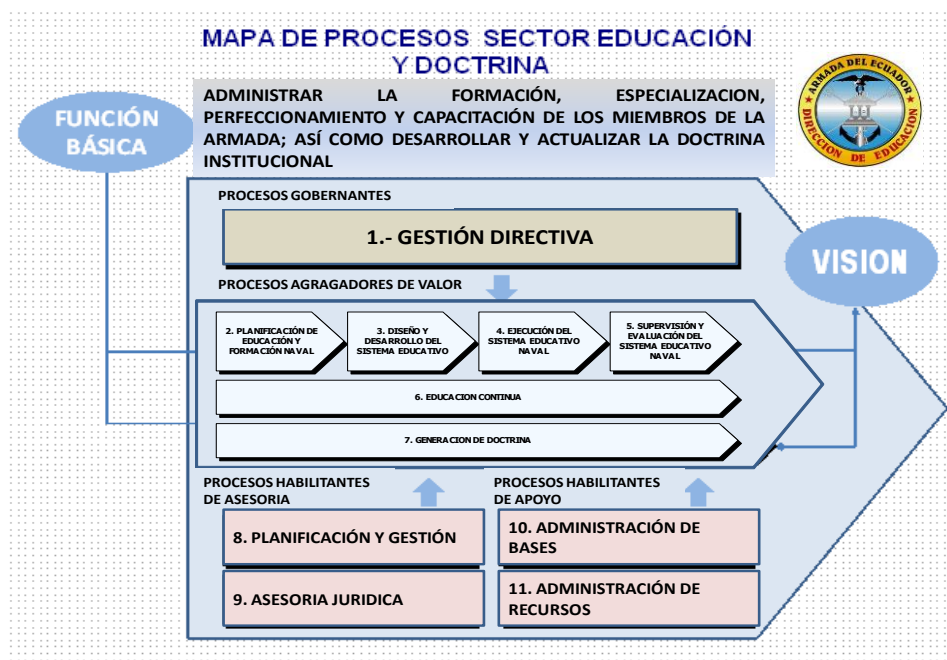 MAPA DE PROCESOS SECTOR EDUCACIÓN
Y DOCTRINA
ARMADA DEL ECUADOR
DIRECCION DE EDUCACION
FUNCIÓN
BÁSICA
ADMINISTRAR LA FORMACIÓN, ESPECIALIZACION,
PERFECCIONAMIENTO Y CAPACITACIÓN DE LOS MIEMBROS DE LA
ARMADA; ASÍ COMO DESARROLLAR Y ACTUALIZAR LA DOCTRINA
INSTITUCIONAL
PROCESOS GOBERNANTES
1.- GESTIÓN DIRECTIVA
VISION
PROCESOS AGRAGADORES DE VALOR
2. PLANIFICACIÓN DE
EDUCACIÓN Y
FORMACIÓN NAVAL
3. DISEÑO Y
DESARROLLO DEL
SISTEMA EDUCATIVO
4. EJECUCIÓN DEL
SISTEMA EDUCATIVO
NAVAL
5. SUPERVISIÓN Y
EVALUACIÓN DEL
SISTEMA EDUCATIVO
NAVAL
6. EDUCACION CONTINUA
7. GENERACION DE DOCTRINA
PROCESOS HABILITANTES
DE ASESORIA
8. PLANIFICACIÓN Y GESTIÓN
9. ASESORIA JURIDICA
PROCESOS HABILITANTES
DE APOYO
10. ADMINISTRACIÓN DE
BASES
11. ADMINISTRACIÓN DE
RECURSOS